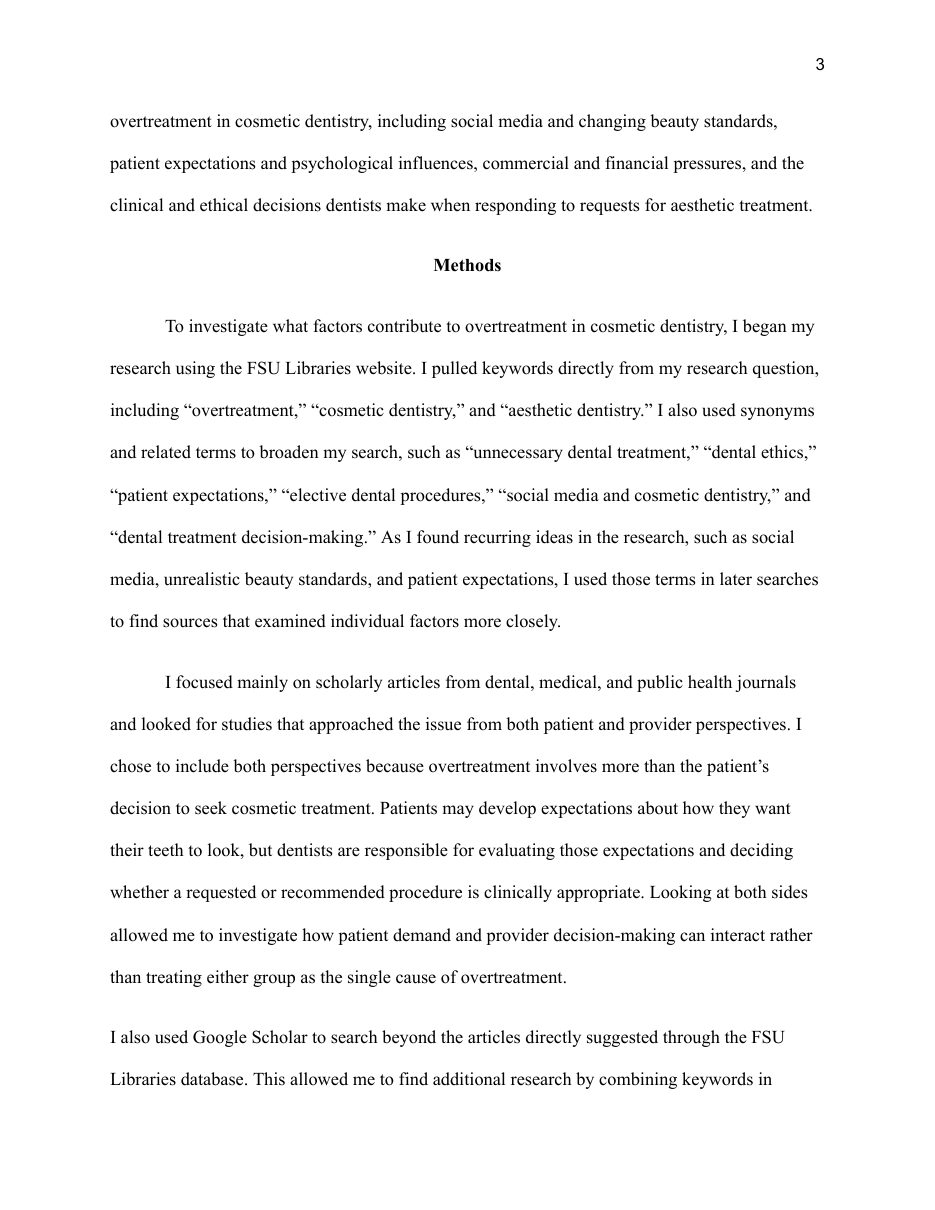 3
overtreatment in cosmetic dentistry, including social media and changing beauty standards,
patient expectations and psychological influences, commercial and financial pressures, and the
clinical and ethical decisions dentists make when responding to requests for aesthetic treatment.
Methods
To investigate what factors contribute to overtreatment in cosmetic dentistry, I began my
research using the FSU Libraries website. I pulled keywords directly from my research question,
including “overtreatment,” “cosmetic dentistry,” and “aesthetic dentistry.” I also used synonyms
and related terms to broaden my search, such as “unnecessary dental treatment,” “dental ethics,”
“patient expectations,” “elective dental procedures,” “social media and cosmetic dentistry,” and
“dental treatment decision-making.” As I found recurring ideas in the research, such as social
media, unrealistic beauty standards, and patient expectations, I used those terms in later searches
to find sources that examined individual factors more closely.
I focused mainly on scholarly articles from dental, medical, and public health journals
and looked for studies that approached the issue from both patient and provider perspectives. I
chose to include both perspectives because overtreatment involves more than the patient’s
decision to seek cosmetic treatment. Patients may develop expectations about how they want
their teeth to look, but dentists are responsible for evaluating those expectations and deciding
whether a requested or recommended procedure is clinically appropriate. Looking at both sides
allowed me to investigate how patient demand and provider decision-making can interact rather
than treating either group as the single cause of overtreatment.
I also used Google Scholar to search beyond the articles directly suggested through the FSU
Libraries database. This allowed me to find additional research by combining keywords in